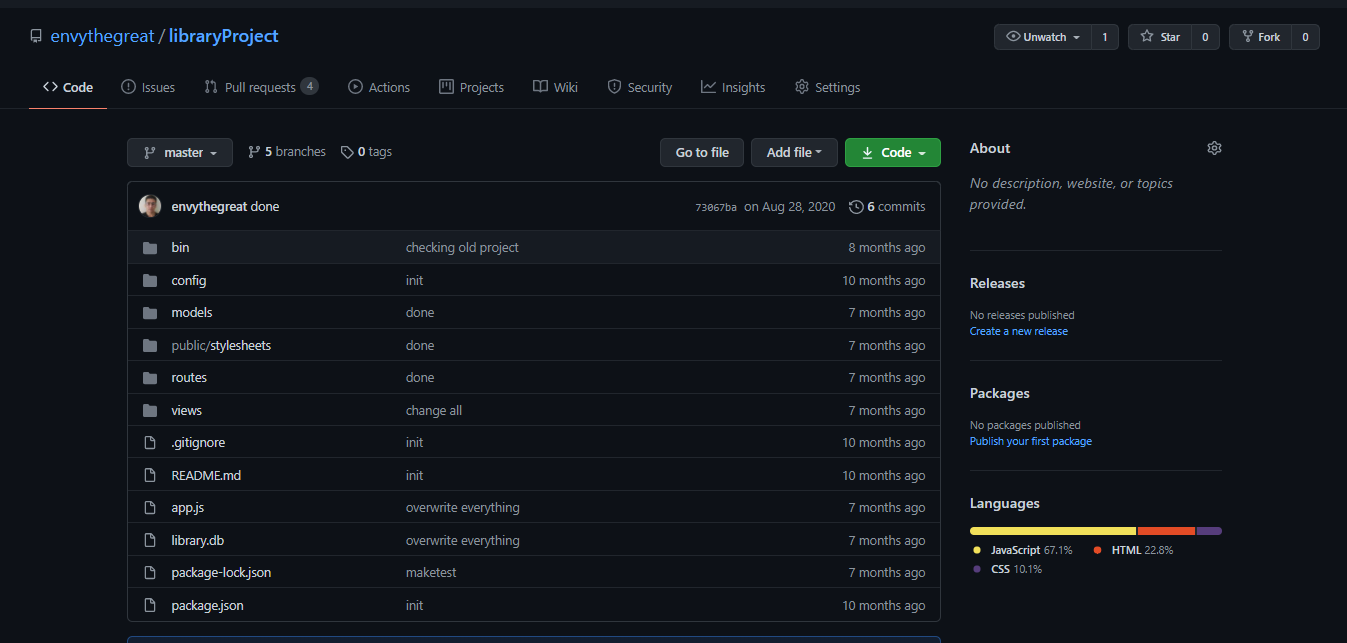 envythegreat / libraryProject
Unwatch 1 Star 0 Fork 0
Code Issues Pull requests 4 Actions Projects Wiki Security Insights Settings
master 5 branches 0 tags Go to file Add file Code
envythegreat done 73067ba on Aug 28, 2020 6 commits
bin checking old project 8 months ago
config init 10 months ago
models done 7 months ago
public/stylesheets done 7 months ago
routes done 7 months ago
views change all 7 months ago
.gitignore init 10 months ago
README.md init 10 months ago
app.js overwrite everything 7 months ago
library.db overwrite everything 7 months ago
package-lock.json maketest 7 months ago
package.json init 10 months ago
About
No description, website, or topics
provided.
Releases
No releases published
Create a new release
Packages
No packages published
Publish your first package
Languages
JavaScript 67.1% HTML 22.8%
CSS 10.1%